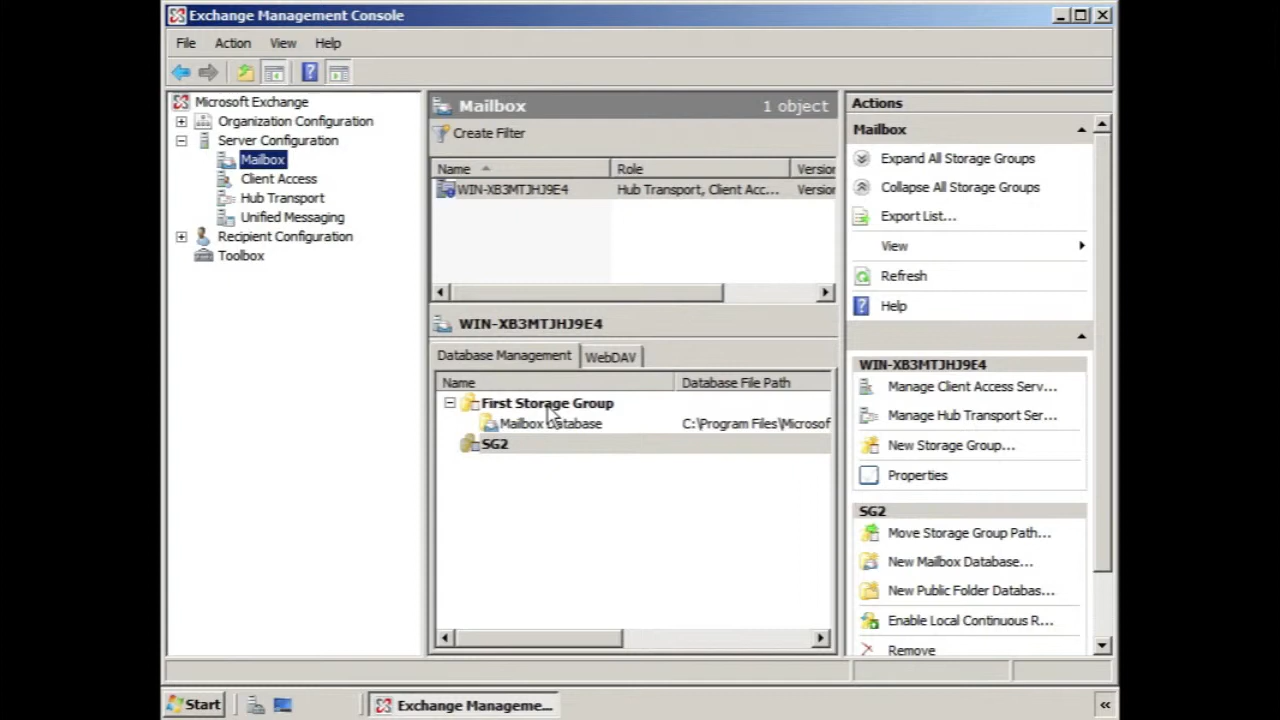 Exchange Management Console
File Action View Help
Microsoft Exchange
Organization Configuration
Server Configuration
Mailbox
Client Access
Hub Transport
Unified Messaging
Recipient Configuration
Toolbox
Mailbox 1 object
Create Filter
Name Role Version
WIN-XB3MTJHJ9E4 Hub Transport, Client Acc... Version
WIN-XB3MTJHJ9E4
Database Management WebDAV
Name Database File Path
First Storage Group
Mailbox Database C:\Program Files\Microsof
SG2
Actions
Mailbox
Expand All Storage Groups
Collapse All Storage Groups
Export List...
View
Refresh
Help
WIN-XB3MTJHJ9E4
Manage Client Access Serv...
Manage Hub Transport Ser...
New Storage Group...
Properties
SG2
Move Storage Group Path...
New Mailbox Database...
New Public Folder Databas...
Enable Local Continuous R...
Remove
Start Exchange Manageme... «